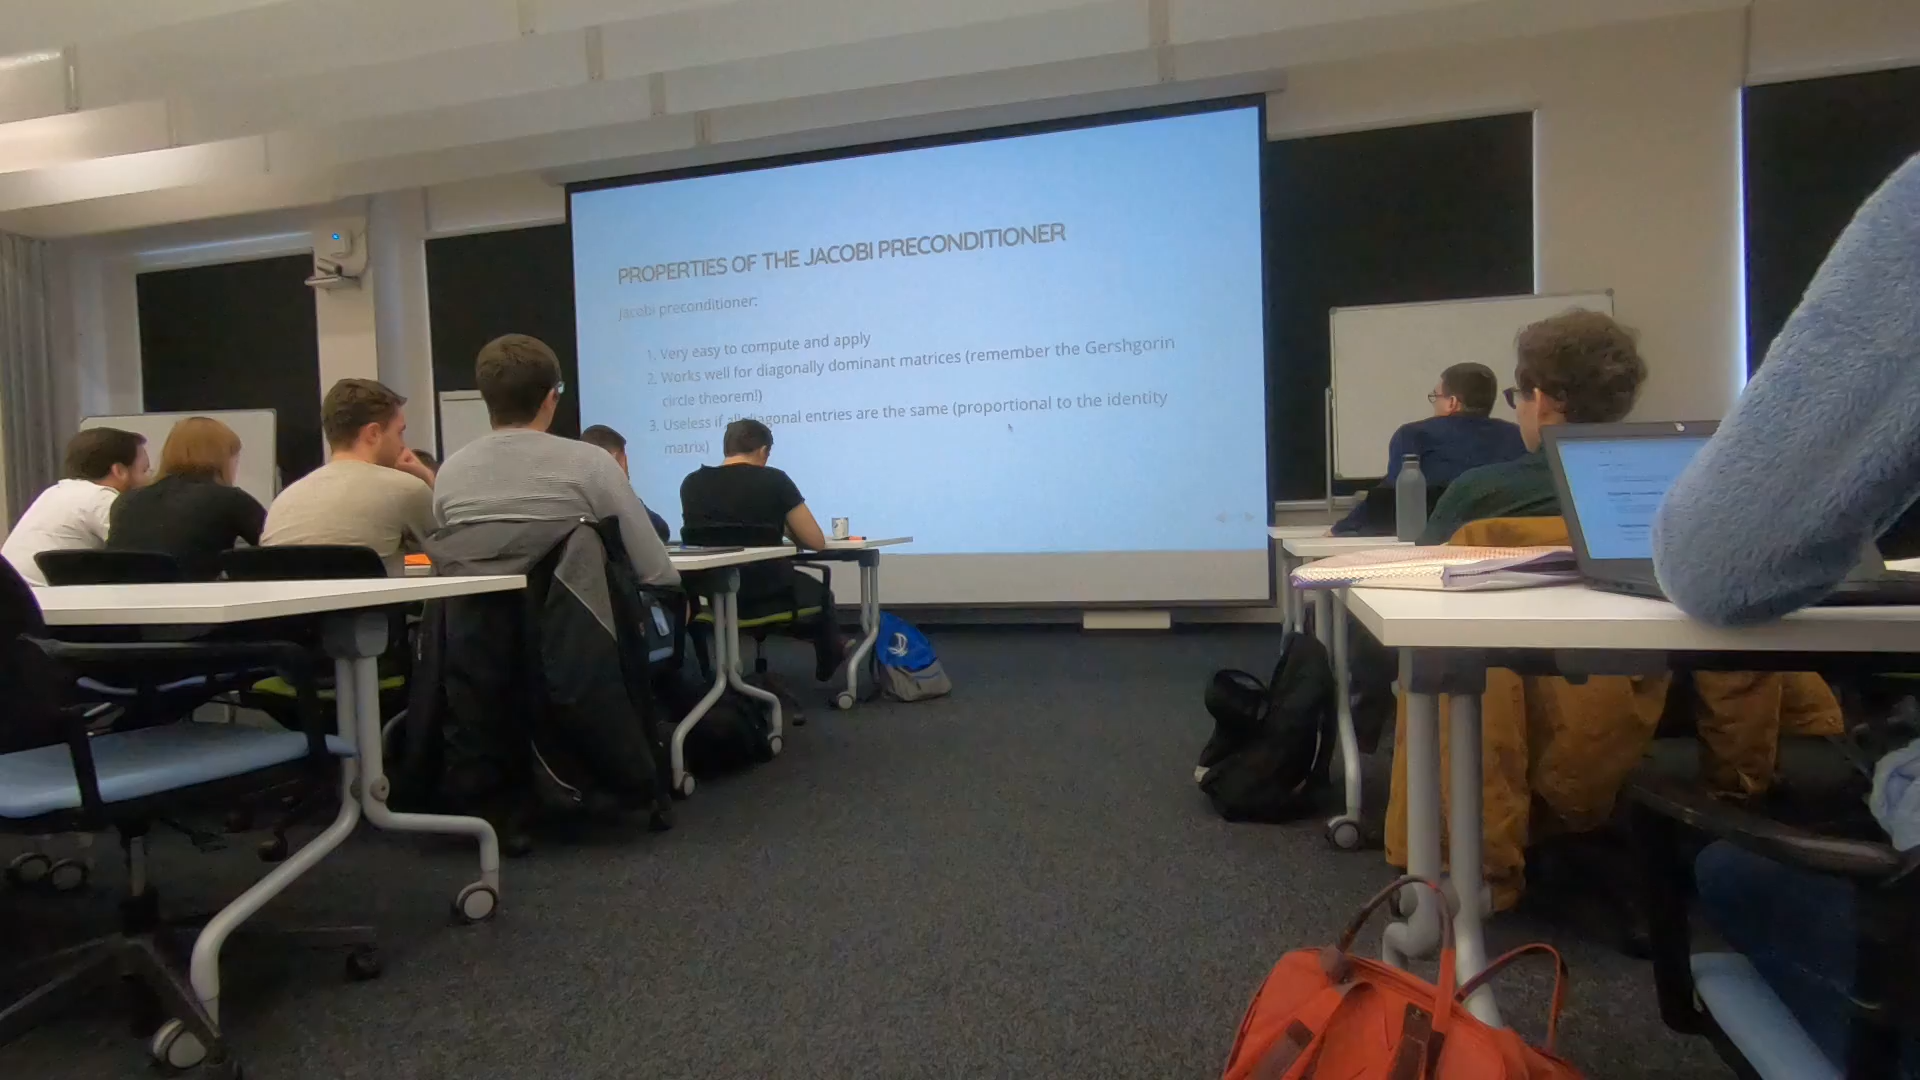 PROPERTIES OF THE JACOBI PRECONDITIONER
Jacobi preconditioner:
1. Very easy to compute and apply
2. Works well for diagonally dominant matrices (remember the Gershgorin
circle theorem!)
3. Useless if all diagonal entries are the same (proportional to the identity
matrix)